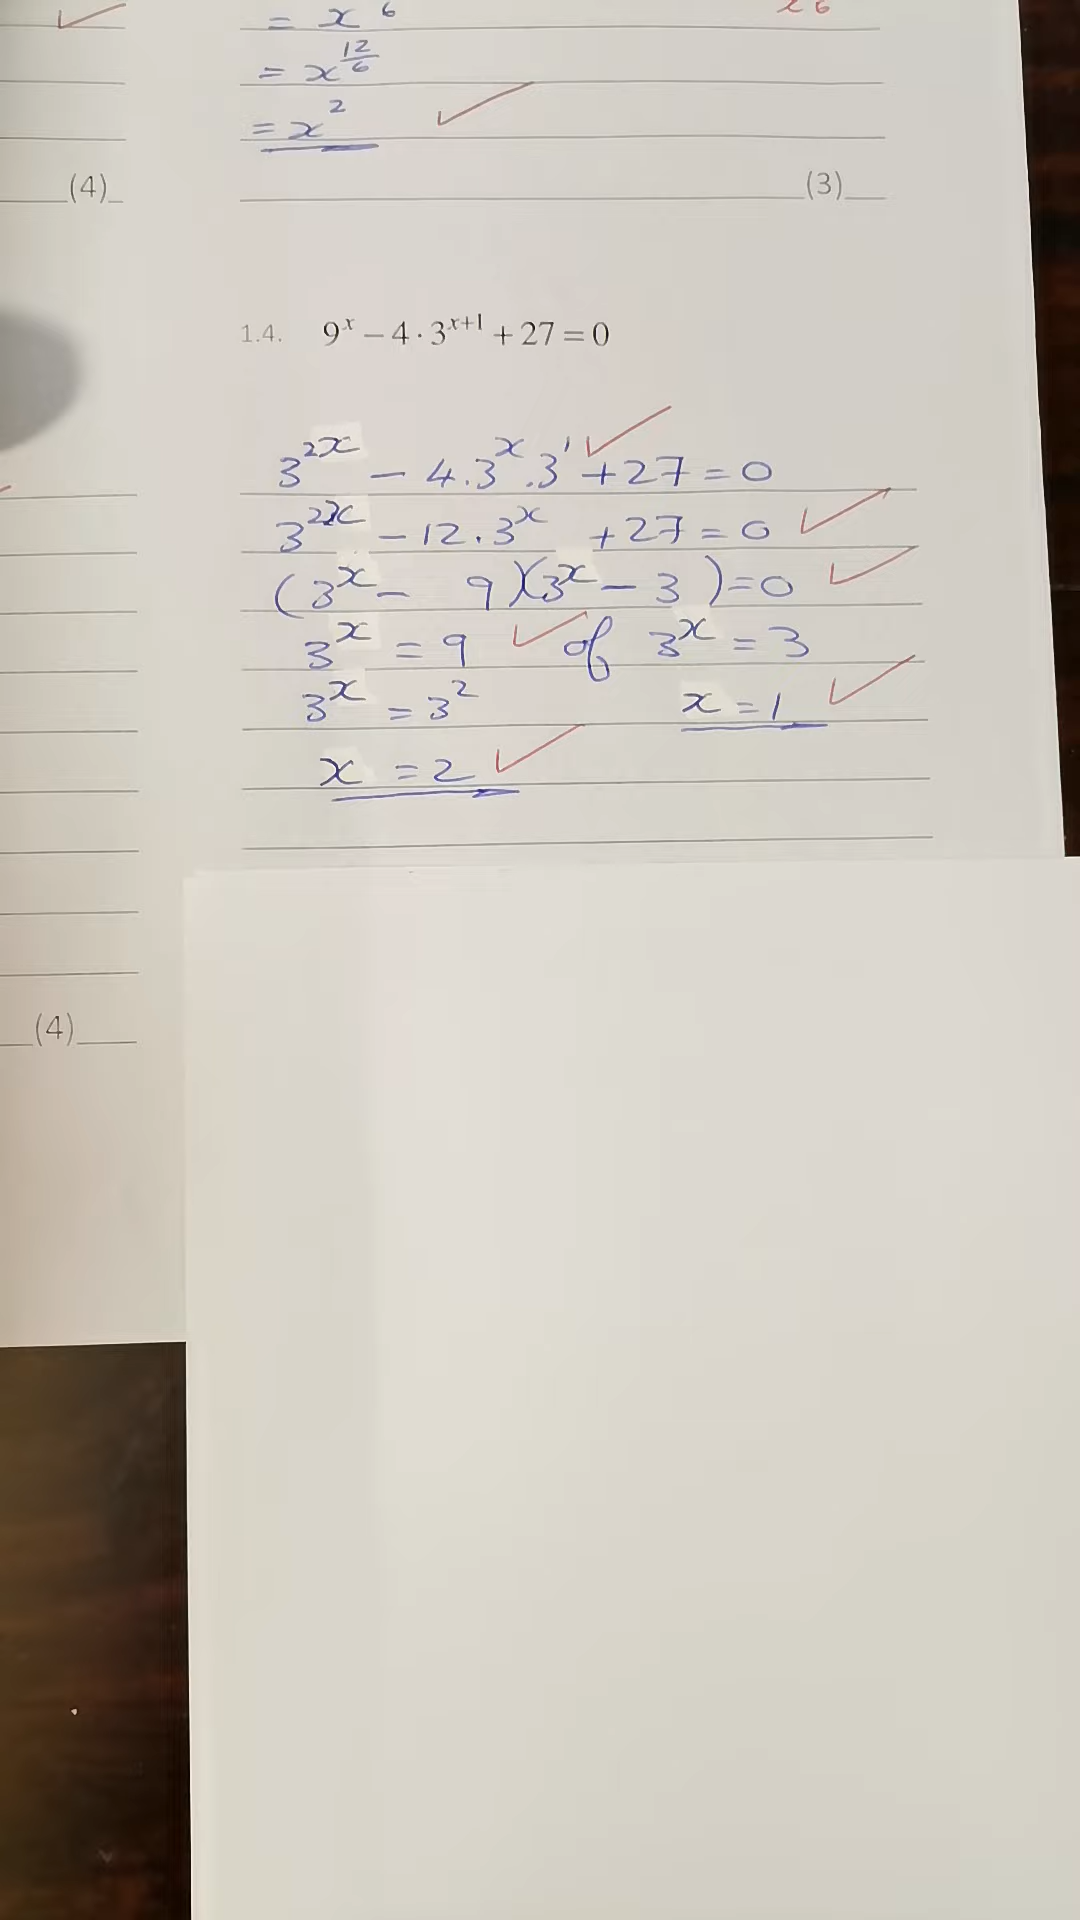 = x 6
x 6
= x^{12/6}
= x^2
(4)
(3)
1.4. 9^x – 4 · 3^{x+1} + 27 = 0
3^{2x} – 4.3^x .3^1 + 27 = 0
3^{2x} – 12.3^x + 27 = 0
(3^x – 9)(3^x – 3) = 0
3^x = 9 of 3^x = 3
3^x = 3^2 x = 1
x = 2
(4)